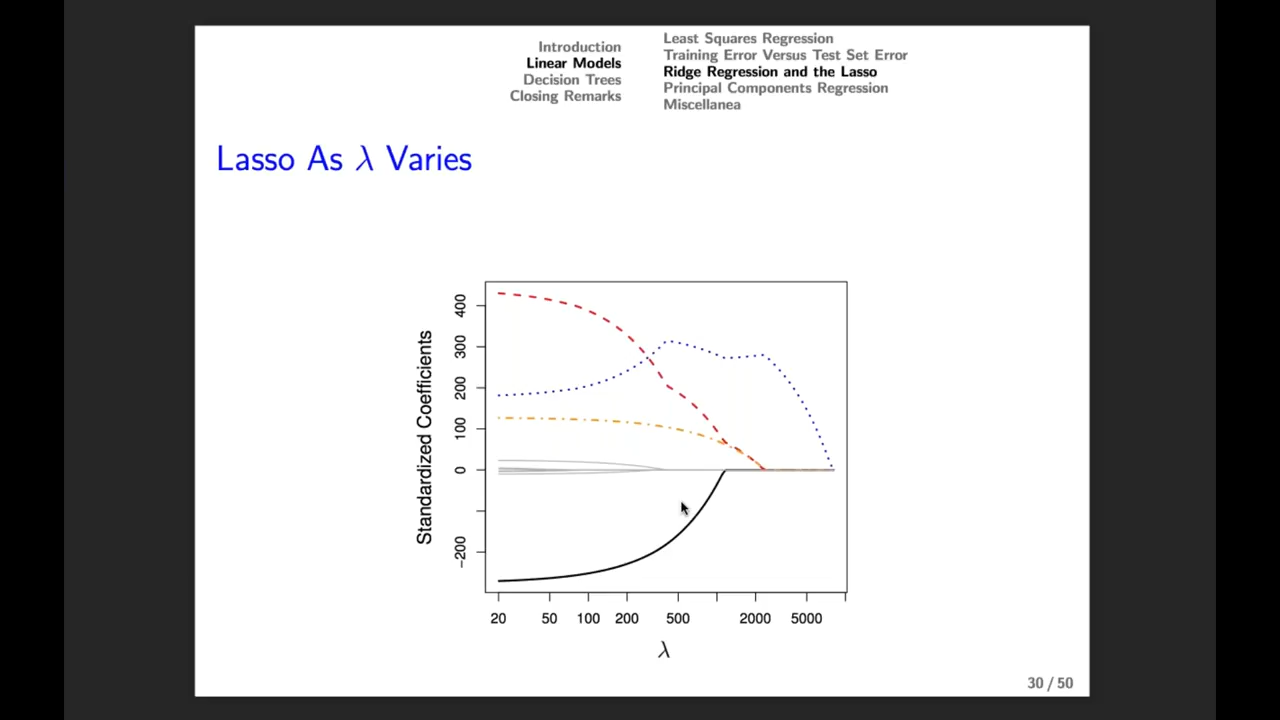 Introduction
Linear Models
Decision Trees
Closing Remarks
Least Squares Regression
Training Error Versus Test Set Error
Ridge Regression and the Lasso
Principal Components Regression
Miscellanea
Lasso As λ Varies
Standardized Coefficients
400
300
200
100
0
−200
20 50 100 200 500 2000 5000
λ
30 / 50